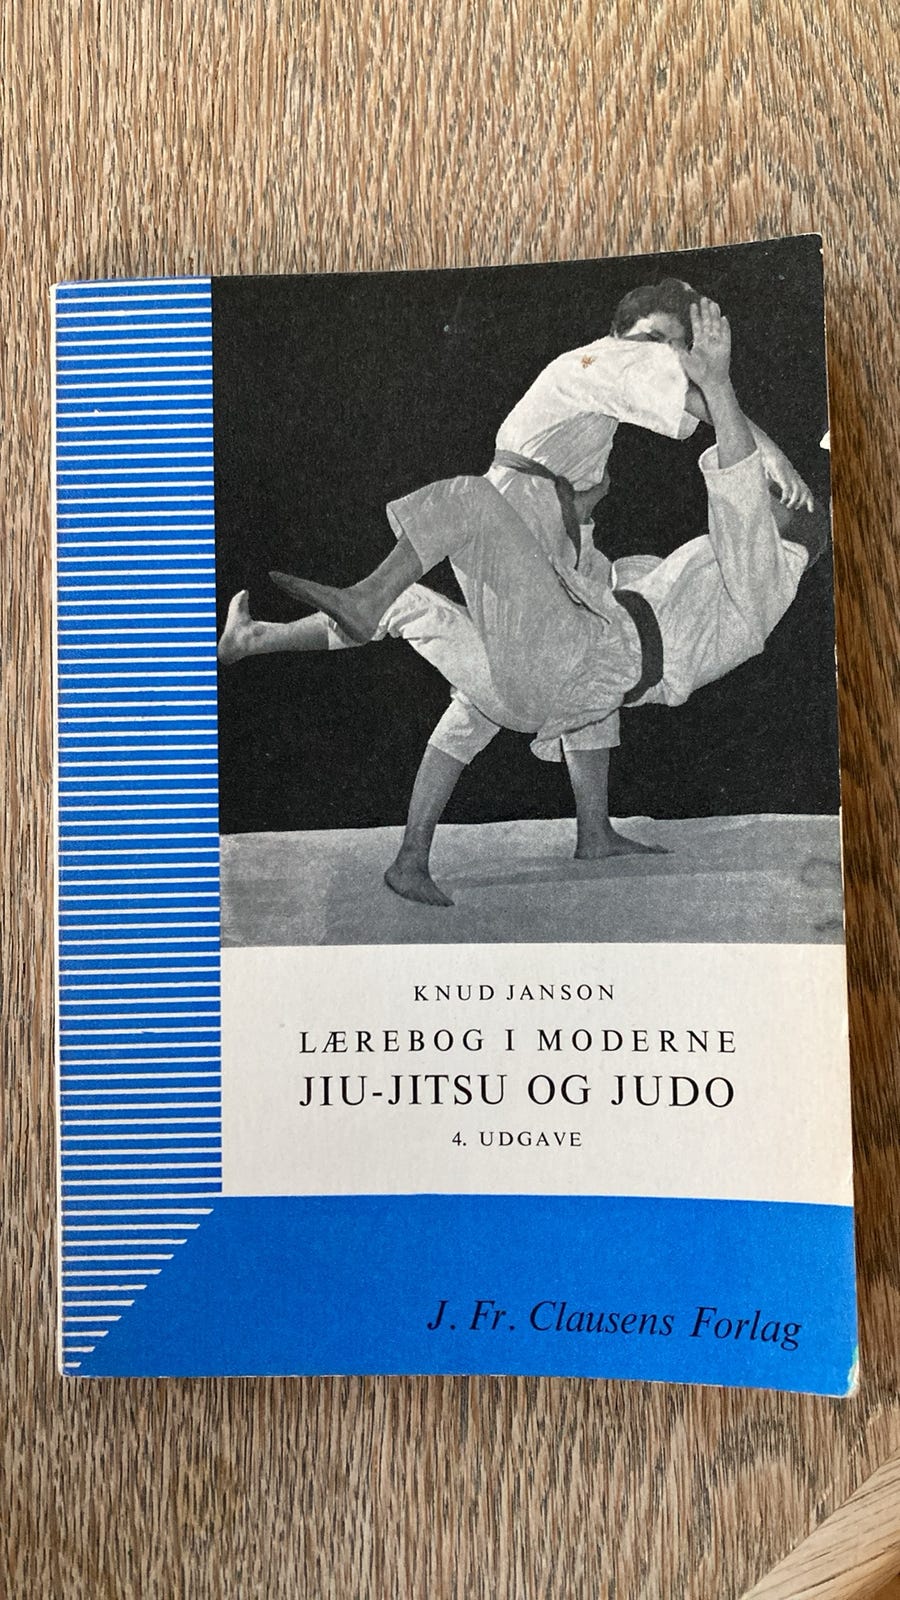 KNUD JANSON
LÆREBOG I MODERNE
JIU-JITSU OG JUDO
4. UDGAVE
J. Fr. Clausens Forlag